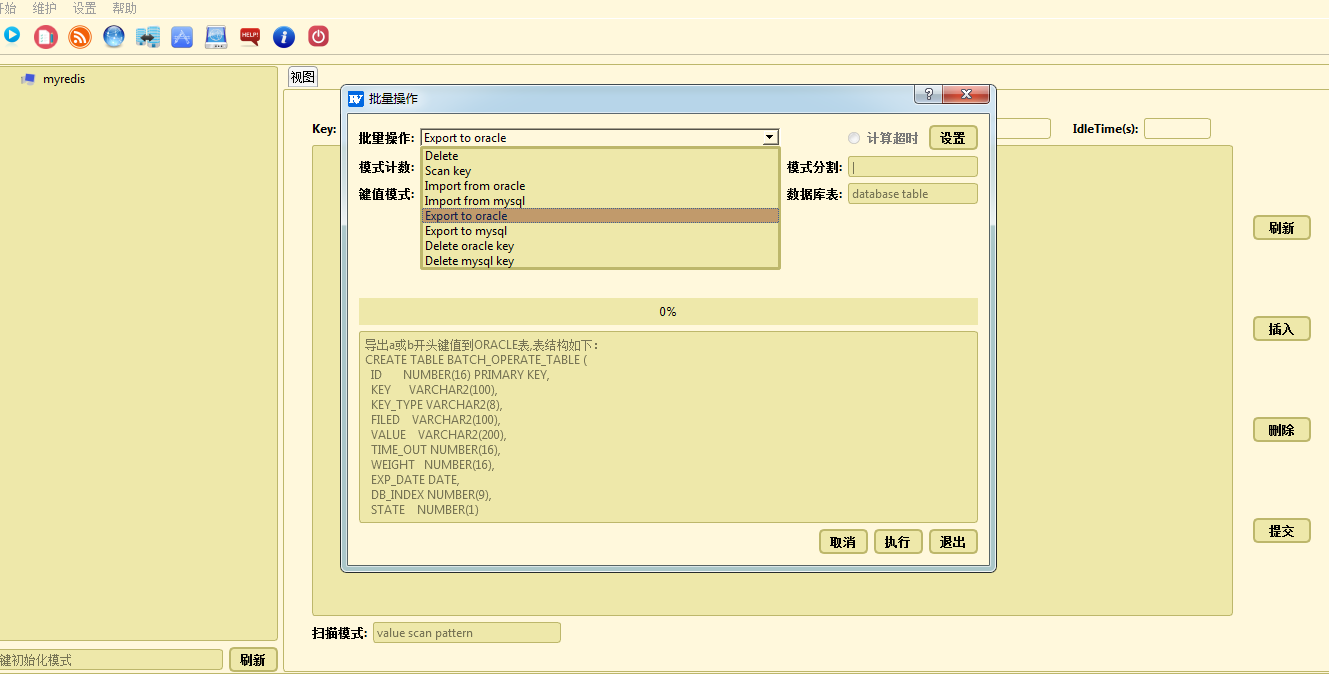 开始 维护 设置 帮助
HELP!
myredis
视图
RV 批量操作
?
Key:
IdleTime(s):
批量操作: Export to oracle
计算超时 设置
Delete
模式计数:
Scan key
模式分割:
Import from oracle
键值模式:
Import from mysql
数据库表: database table
Export to oracle
Export to mysql
Delete oracle key
Delete mysql key
刷新
0%
插入
导出a或b开头键值到ORACLE表,表结构如下：
CREATE TABLE BATCH_OPERATE_TABLE (
ID NUMBER(16) PRIMARY KEY,
KEY VARCHAR2(100),
KEY_TYPE VARCHAR2(8),
FILED VARCHAR2(100),
VALUE VARCHAR2(200),
TIME_OUT NUMBER(16),
WEIGHT NUMBER(16),
EXP_DATE DATE,
DB_INDEX NUMBER(9),
STATE NUMBER(1)
删除
取消 执行 退出
提交
扫描模式: value scan pattern
键初始化模式 刷新